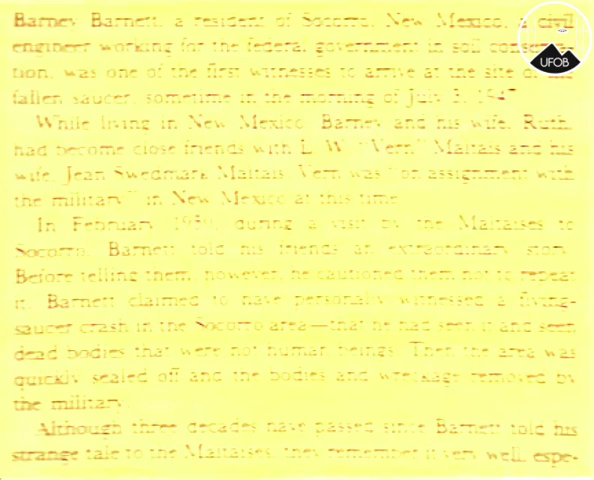 Barney Barnett, a resident of Socorro, New Mexico, a civil
engineer working for the federal government in soil conserva-
tion, was one of the first witnesses to arrive at the site of the
fallen saucer, sometime in the morning of July 3, 1947
While living in New Mexico, Barney and his wife, Ruth,
had become close friends with L. W. "Vern" Maltais and his
wife, Jean Swedmark Maltais. Vern was "on assignment with
the military" in New Mexico at this time.
In February 1950, during a visit by the Maltaises to
Socorro, Barnett told his friends an extraordinary story.
Before telling them, however, he cautioned them not to repeat
it. Barnett claimed to have personally witnessed a flying-
saucer crash in the Socorro area—that he had seen it and seen
dead bodies that were not human beings. Then the area was
quickly sealed off and the bodies and wreckage removed by
the military.
Although three decades have passed since Barnett told his
strange tale to the Maltaises, they remember it very well, espe-
UFOB